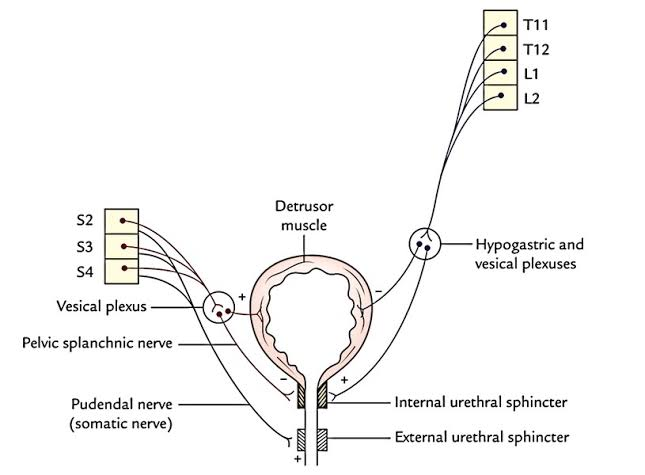 T11
T12
L1
L2
Detrusor
muscle
S2
S3
S4
Hypogastric and
vesical plexuses
Vesical plexus
+
−
Pelvic splanchnic nerve
−
+
Pudendal nerve
(somatic nerve)
Internal urethral sphincter
External urethral sphincter
+